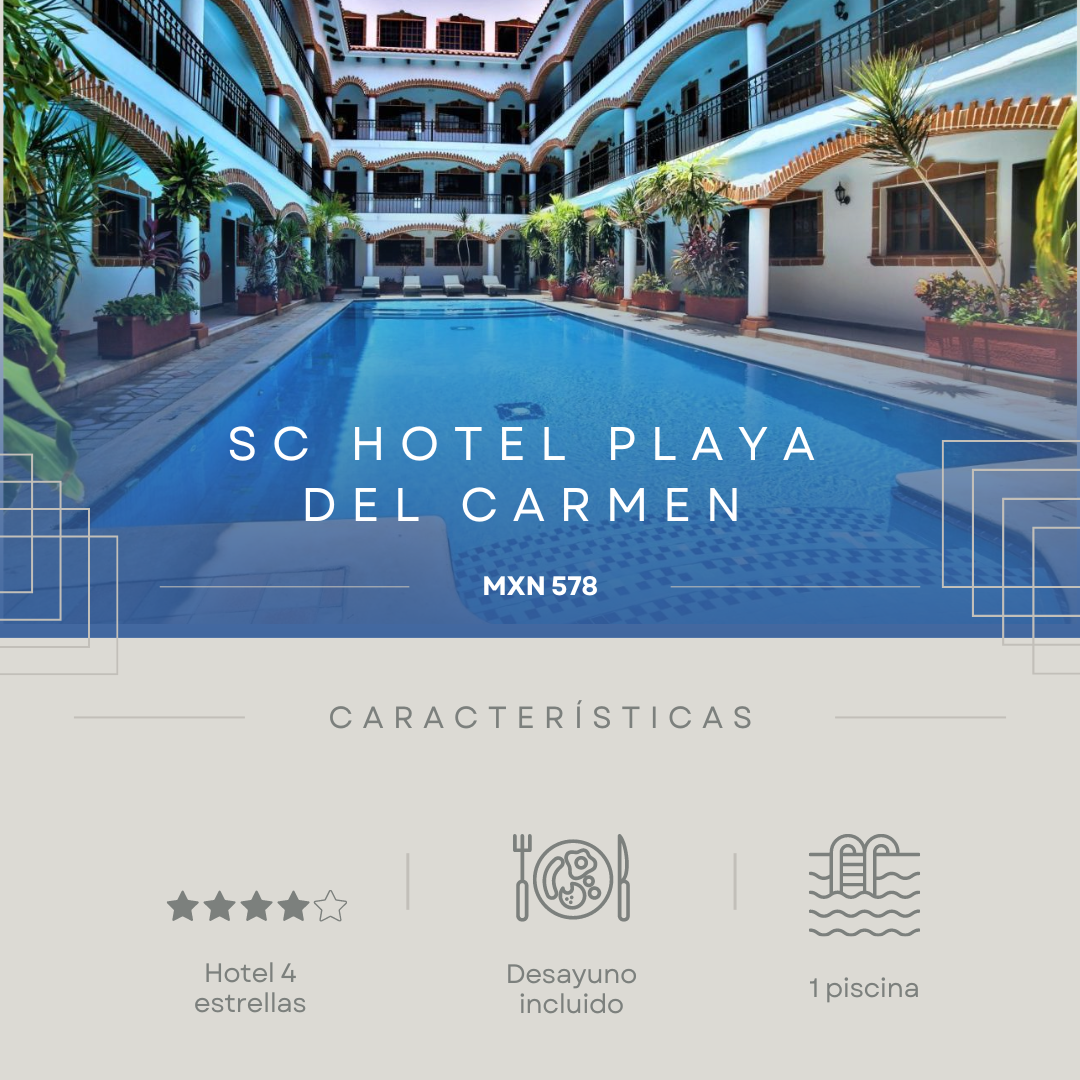 SC HOTEL PLAYA
DEL CARMEN
MXN 578
CARACTERÍSTICAS
Hotel 4
estrellas
Desayuno
incluido
1 piscina